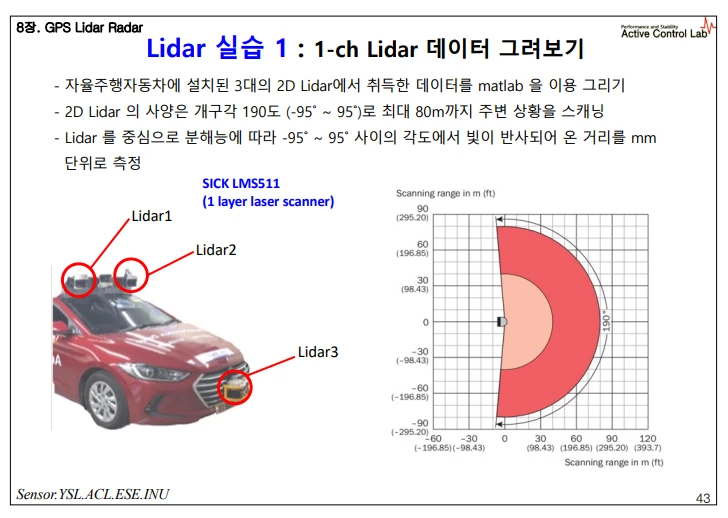 8장. GPS Lidar Radar
Performance and Stability
Active Control Lab
Lidar 실습 1 : 1-ch Lidar 데이터 그려보기
- 자율주행자동차에 설치된 3대의 2D Lidar에서 취득한 데이터를 matlab 을 이용 그리기
- 2D Lidar 의 사양은 개구각 190도 (-95˚ ~ 95˚)로 최대 80m까지 주변 상황을 스캐닝
- Lidar 를 중심으로 분해능에 따라 -95˚ ~ 95˚ 사이의 각도에서 빛이 반사되어 온 거리를 mm
단위로 측정
SICK LMS511
(1 layer laser scanner)
Lidar1
Lidar2
Lidar3
Scanning range in m (ft)
90
(295.20)
60
(196.85)
30
(98.43)
0
−30
(−98.43)
−60
(−196.85)
−90
(−295.20)
190°
−60 −30 0 30 60 90 120
(−196.85)(−98.43) (98.43) (196.85) (295.20) (393.7)
Scanning range in m (ft)
Sensor.YSL.ACL.ESE.INU
43